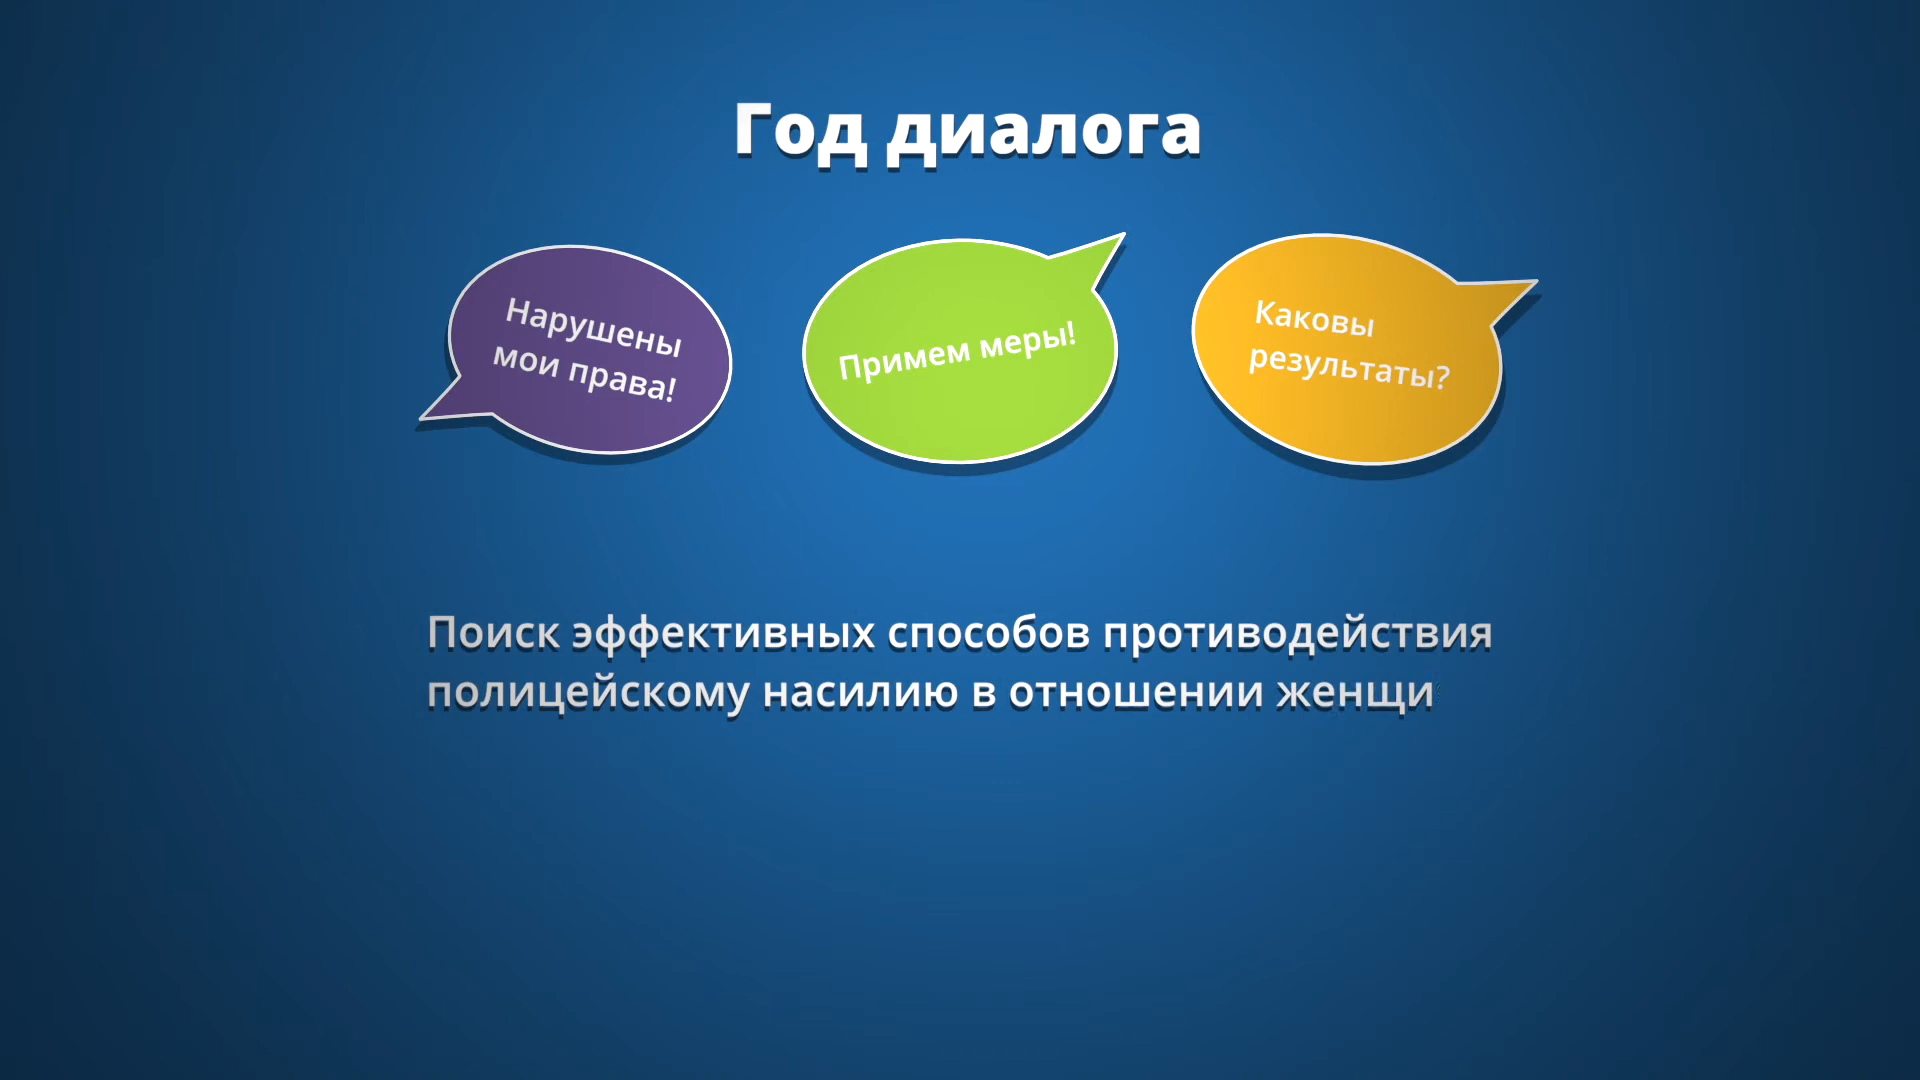 Год диалога
Нарушены
мои права!
Примем меры!
Каковы
результаты?
Поиск эффективных способов противодействия
полицейскому насилию в отношении женщи